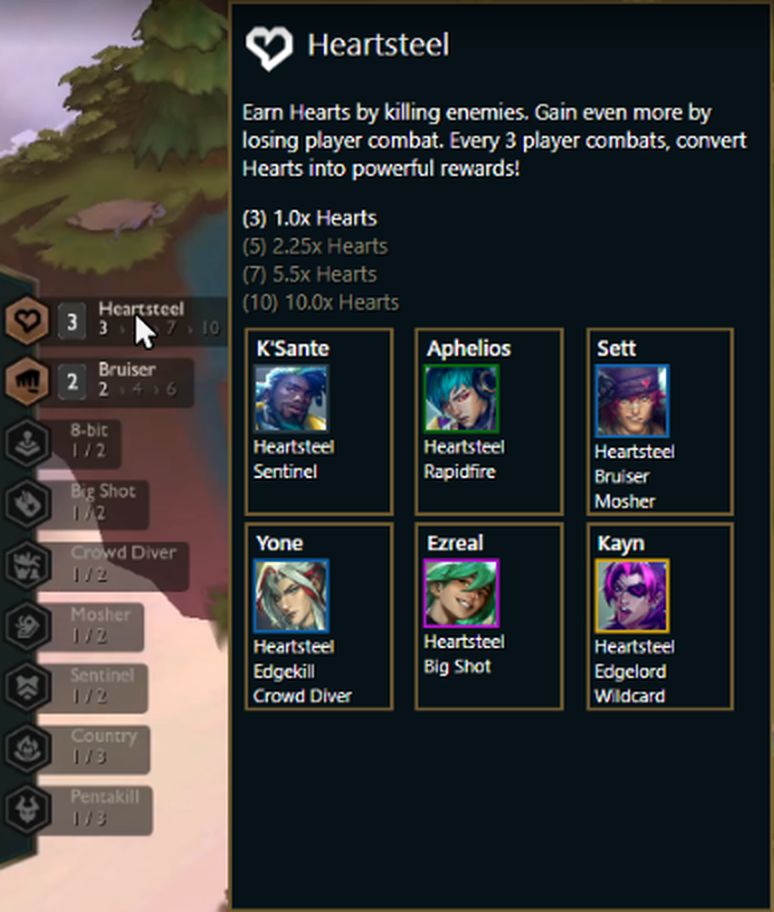 Heartsteel
Earn Hearts by killing enemies. Gain even more by
losing player combat. Every 3 player combats, convert
Hearts into powerful rewards!
(3) 1.0x Hearts
(5) 2.25x Hearts
(7) 5.5x Hearts
(10) 10.0x Hearts
K'Sante
Heartsteel
Sentinel
Aphelios
Heartsteel
Rapidfire
Sett
Heartsteel
Bruiser
Mosher
Yone
Heartsteel
Edgekill
Crowd Diver
Ezreal
Heartsteel
Big Shot
Kayn
Heartsteel
Edgelord
Wildcard
3
Heartsteel
3 › 7 › 10
2
Bruiser
2 › 4 › 6
8-bit
1 / 2
Big Shot
1 / 2
Crowd Diver
1 / 2
Mosher
1 / 2
Sentinel
1 / 2
Country
1 / 3
Pentakill
1 / 3